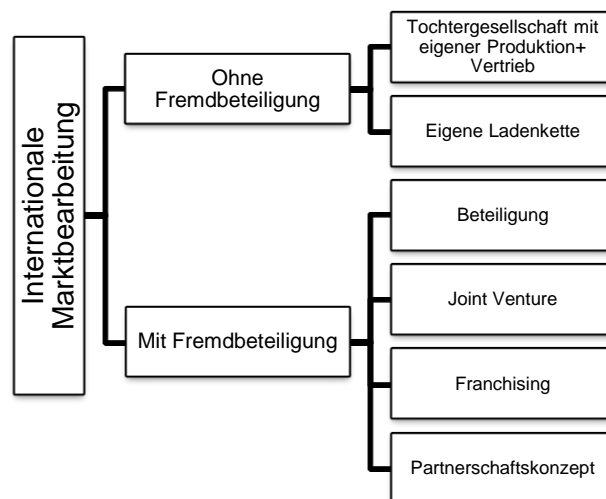 Internationale
Marktbearbeitung
Ohne
Fremdbeteiligung
Tochtergesellschaft mit
eigener Produktion+
Vertrieb
Eigene Ladenkette
Mit Fremdbeteiligung
Beteiligung
Joint Venture
Franchising
Partnerschaftskonzept